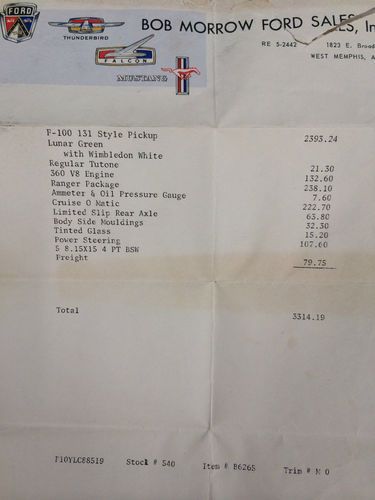 FORD
THUNDERBIRD
FALCON
MUSTANG
BOB MORROW FORD SALES, In
RE 5-2442 1823 E. Broad
WEST MEMPHIS, A
F-100 131 Style Pickup 2393.24
Lunar Green
with Wimbledon White
Regular Tutone 21.30
360 V8 Engine 132.60
Ranger Package 238.10
Ammeter & Oil Pressure Gauge 7.60
Cruise O Matic 222.70
Limited Slip Rear Axle 63.80
Body Side Mouldings 32.30
Tinted Glass 15.20
Power Steering 107.60
5 8.15X15 4 PT BSW
Freight 79.75
Total 3314.19
F10YLC88519 Stock # 540 Item # B6265 Trim # M 0